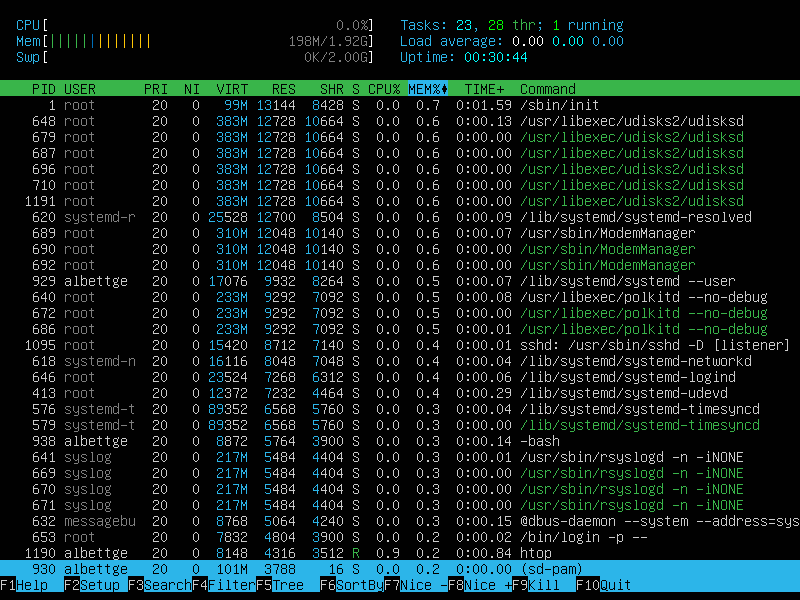 CPU[ 0.0%] Tasks: 23, 28 thr; 1 running
Mem[||||||||||||| 198M/1.92G] Load average: 0.00 0.00 0.00
Swp[ 0K/2.00G] Uptime: 00:30:44
PID USER PRI NI VIRT RES SHR S CPU% MEM% TIME+ Command
1 root 20 0 99M 13144 8428 S 0.0 0.7 0:01.59 /sbin/init
648 root 20 0 383M 12728 10664 S 0.0 0.6 0:00.13 /usr/libexec/udisks2/udisksd
679 root 20 0 383M 12728 10664 S 0.0 0.6 0:00.00 /usr/libexec/udisks2/udisksd
687 root 20 0 383M 12728 10664 S 0.0 0.6 0:00.00 /usr/libexec/udisks2/udisksd
696 root 20 0 383M 12728 10664 S 0.0 0.6 0:00.00 /usr/libexec/udisks2/udisksd
710 root 20 0 383M 12728 10664 S 0.0 0.6 0:00.00 /usr/libexec/udisks2/udisksd
1191 root 20 0 383M 12728 10664 S 0.0 0.6 0:00.00 /usr/libexec/udisks2/udisksd
620 systemd-r 20 0 25528 12700 8504 S 0.0 0.6 0:00.09 /lib/systemd/systemd-resolved
689 root 20 0 310M 12048 10140 S 0.0 0.6 0:00.07 /usr/sbin/ModemManager
690 root 20 0 310M 12048 10140 S 0.0 0.6 0:00.00 /usr/sbin/ModemManager
692 root 20 0 310M 12048 10140 S 0.0 0.6 0:00.00 /usr/sbin/ModemManager
929 albettge 20 0 17076 9932 8264 S 0.0 0.5 0:00.07 /lib/systemd/systemd --user
640 root 20 0 233M 9292 7092 S 0.0 0.5 0:00.08 /usr/libexec/polkitd --no-debug
672 root 20 0 233M 9292 7092 S 0.0 0.5 0:00.00 /usr/libexec/polkitd --no-debug
686 root 20 0 233M 9292 7092 S 0.0 0.5 0:00.01 /usr/libexec/polkitd --no-debug
1095 root 20 0 15420 8712 7140 S 0.0 0.4 0:00.01 sshd: /usr/sbin/sshd -D [listener]
618 systemd-n 20 0 16116 8048 7048 S 0.0 0.4 0:00.04 /lib/systemd/systemd-networkd
646 root 20 0 23524 7268 6312 S 0.0 0.4 0:00.06 /lib/systemd/systemd-logind
413 root 20 0 12372 7232 4464 S 0.0 0.4 0:00.29 /lib/systemd/systemd-udevd
576 systemd-t 20 0 89352 6568 5760 S 0.0 0.3 0:00.04 /lib/systemd/systemd-timesyncd
579 systemd-t 20 0 89352 6568 5760 S 0.0 0.3 0:00.00 /lib/systemd/systemd-timesyncd
938 albettge 20 0 8872 5764 3900 S 0.0 0.3 0:00.14 -bash
641 syslog 20 0 217M 5484 4404 S 0.0 0.3 0:00.01 /usr/sbin/rsyslogd -n -iNONE
669 syslog 20 0 217M 5484 4404 S 0.0 0.3 0:00.00 /usr/sbin/rsyslogd -n -iNONE
670 syslog 20 0 217M 5484 4404 S 0.0 0.3 0:00.00 /usr/sbin/rsyslogd -n -iNONE
671 syslog 20 0 217M 5484 4404 S 0.0 0.3 0:00.00 /usr/sbin/rsyslogd -n -iNONE
632 messagebu 20 0 8768 5064 4240 S 0.0 0.3 0:00.15 @dbus-daemon --system --address=sys
653 root 20 0 7832 4804 3900 S 0.0 0.2 0:00.02 /bin/login -p --
1190 albettge 20 0 8148 4316 3512 R 0.9 0.2 0:00.84 htop
930 albettge 20 0 101M 3788 16 S 0.0 0.2 0:00.00 (sd-pam)
F1Help F2Setup F3SearchF4FilterF5Tree F6SortByF7Nice -F8Nice +F9Kill F10Quit